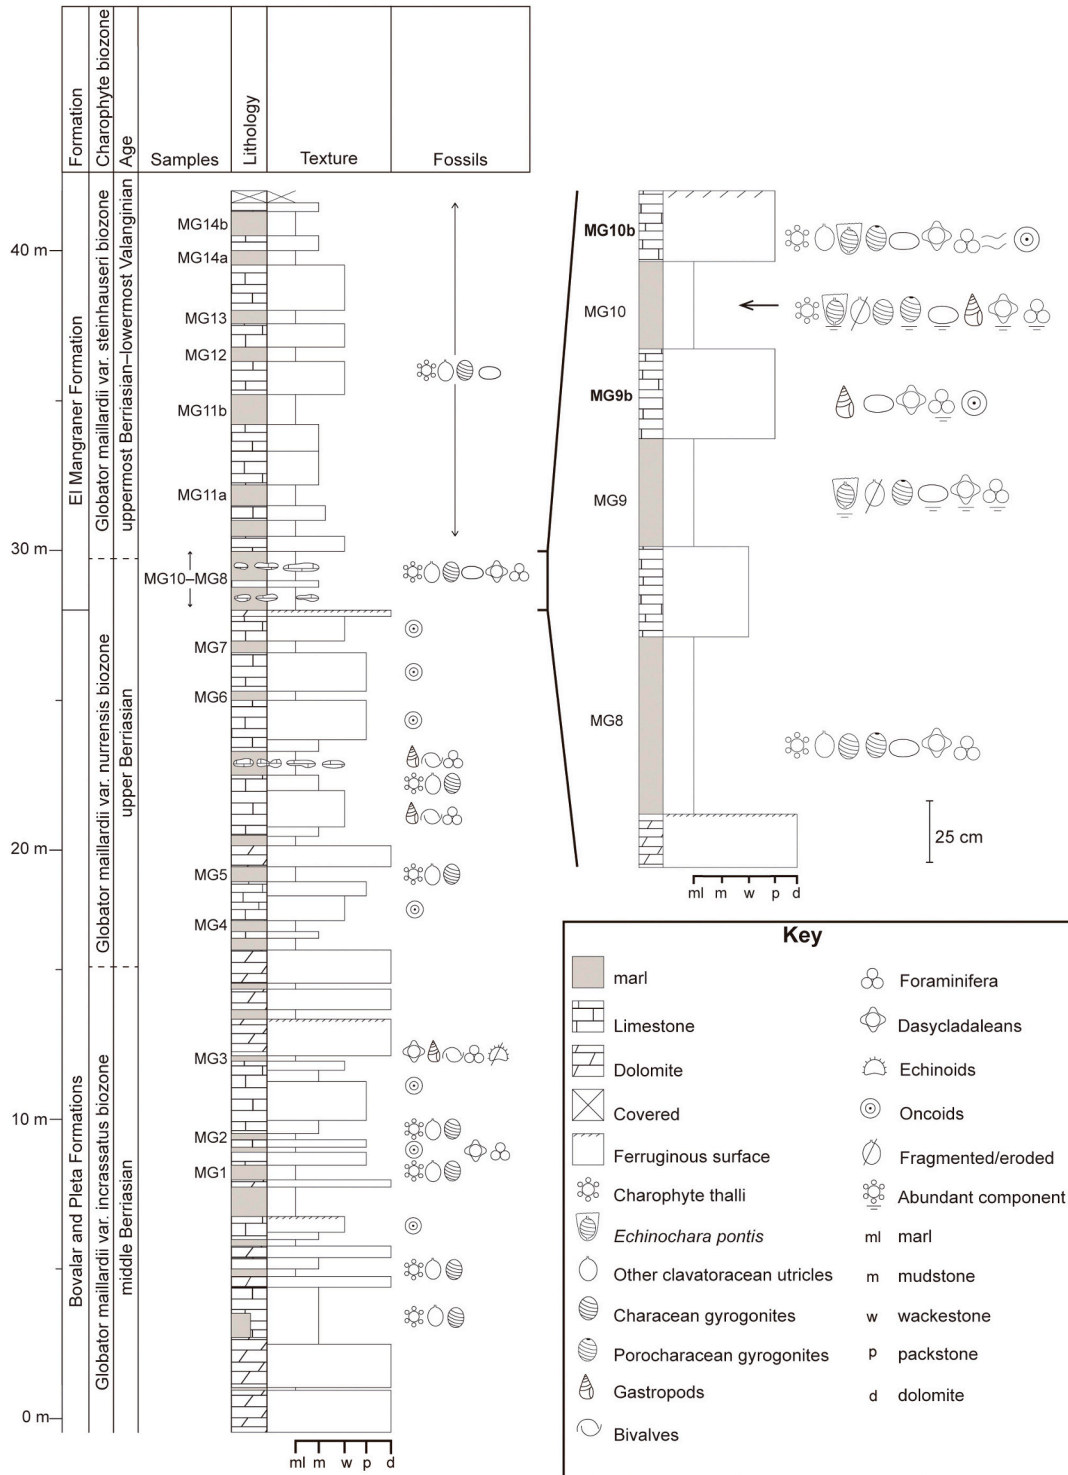 Formation
Charophyte biozone
Age
Samples
Lithology
Texture
Fossils
40 m
30 m
20 m
10 m
0 m
El Mangraner Formation
Bovalar and Pleta Formations
Globator maillardii var. steinhauseri biozone
Globator maillardii var. nurrensis biozone
Globator maillardii var. incrassatus biozone
uppermost Berriasian–lowermost Valanginian
upper Berriasian
middle Berriasian
MG14b
MG14a
MG13
MG12
MG11b
MG11a
MG10–MG8
MG7
MG6
MG5
MG4
MG3
MG2
MG1
ml m w p d
MG10b
MG10
MG9b
MG9
MG8
25 cm
ml m w p d
Key
marl
Limestone
Dolomite
Covered
Ferruginous surface
Charophyte thalli
Echinochara pontis
Other clavatoracean utricles
Characean gyrogonites
Porocharacean gyrogonites
Gastropods
Bivalves
Foraminifera
Dasycladaleans
Echinoids
Oncoids
Fragmented/eroded
Abundant component
ml marl
m mudstone
w wackestone
p packstone
d dolomite